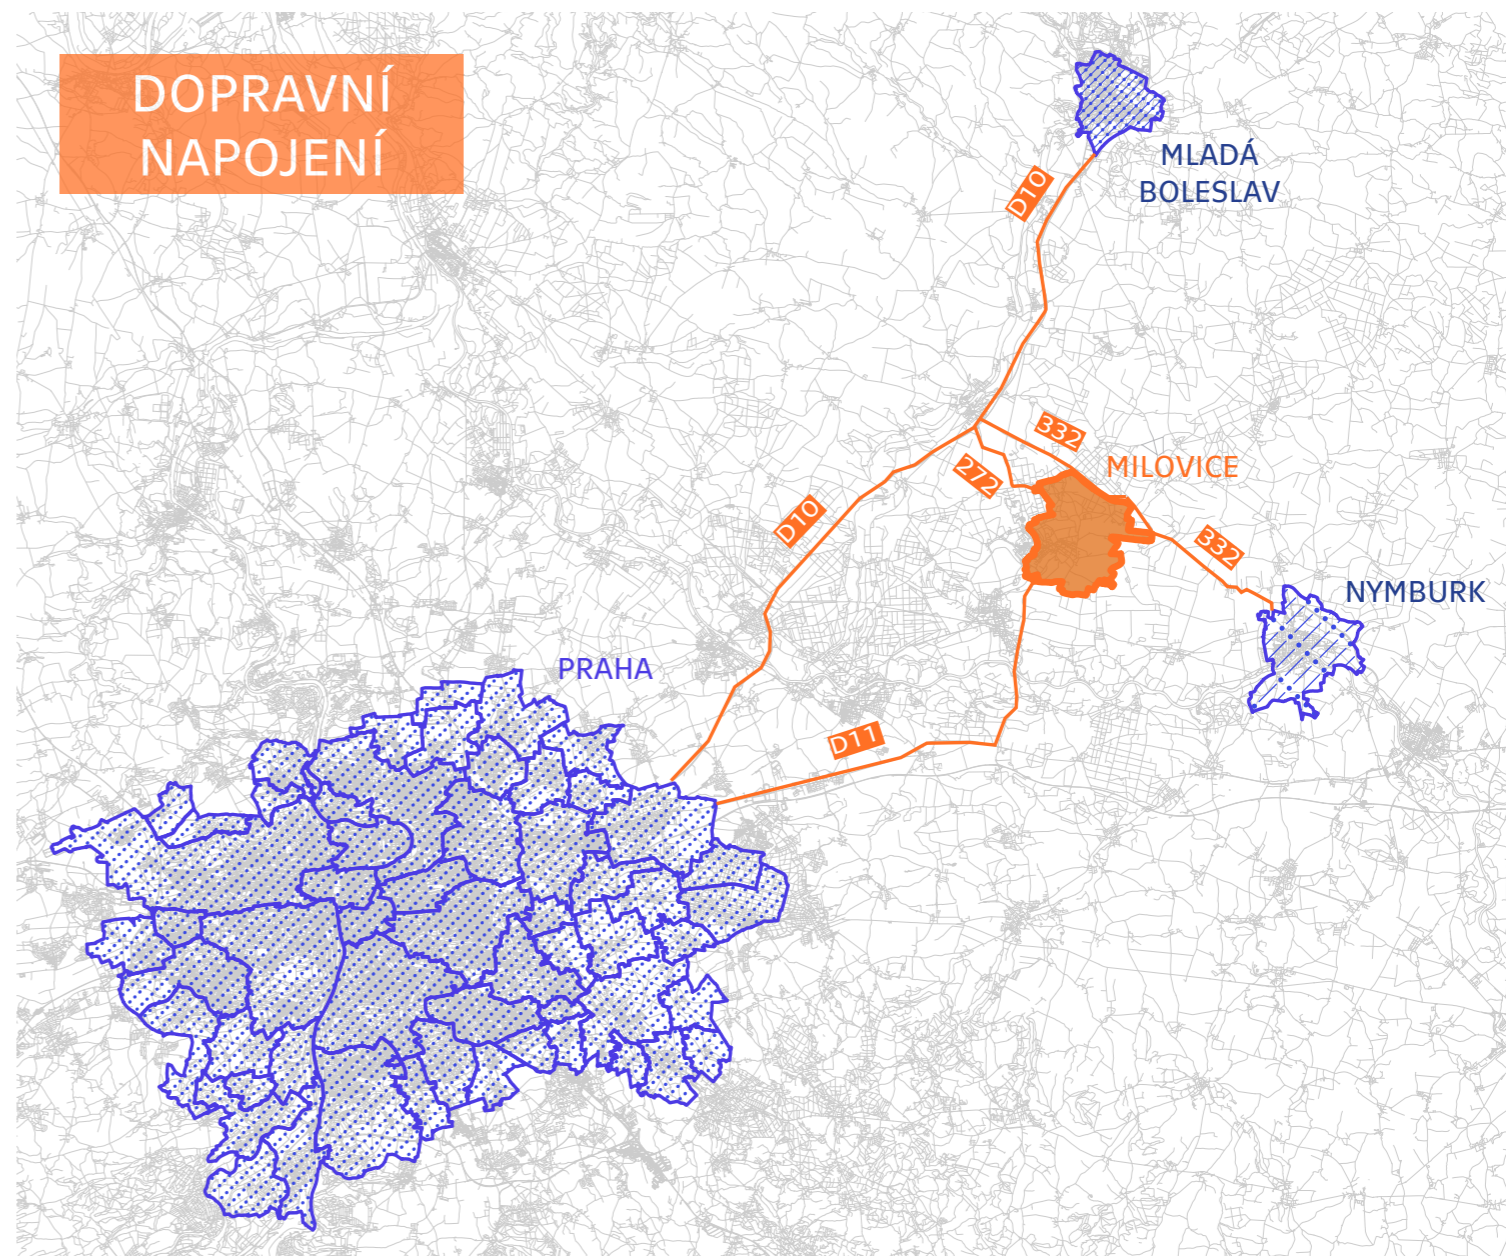 DOPRAVNÍ
NAPOJENÍ
MLADÁ
BOLESLAV
D10
332
MILOVICE
272
D10
332
NYMBURK
PRAHA
D11